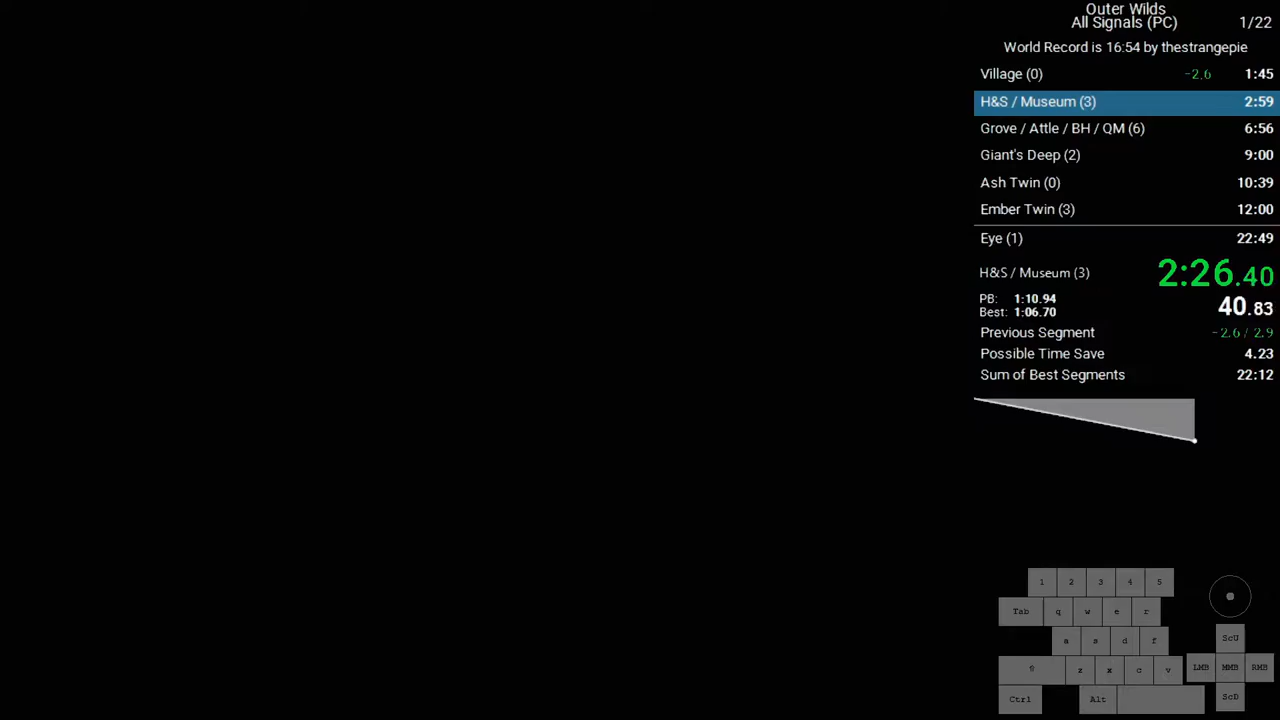 Outer Wilds
All Signals (PC) 1/22
World Record is 16:54 by thestrangepie
Village (0) -2.6 1:45
H&S / Museum (3) 2:59
Grove / Attle / BH / QM (6) 6:56
Giant's Deep (2) 9:00
Ash Twin (0) 10:39
Ember Twin (3) 12:00
Eye (1) 22:49
H&S / Museum (3) 2:26.40
PB: 1:10.94
Best: 1:06.70
40.83
Previous Segment -2.6 / 2.9
Possible Time Save 4.23
Sum of Best Segments 22:12
1 2 3 4 5
Tab q w e r
a s d f ScU
⇧ z x c v LMB MMB RMB
Ctrl Alt ScD